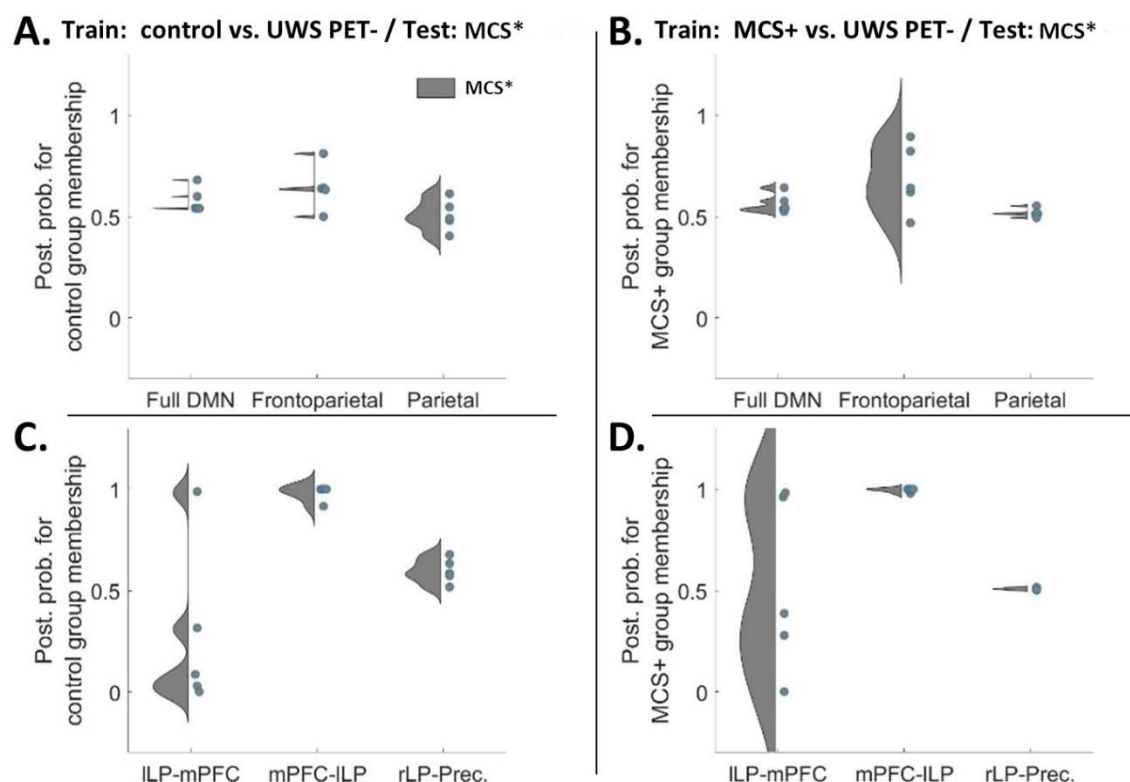 A. Train: control vs. UWS PET- / Test: MCS*
MCS*
Post. prob. for
control group membership
1
0.5
0
Full DMN Frontoparietal Parietal
B. Train: MCS+ vs. UWS PET- / Test: MCS*
Post. prob. for
MCS+ group membership
1
0.5
0
Full DMN Frontoparietal Parietal
C.
Post. prob. for
control group membership
1
0.5
0
lLP-mPFC mPFC-lLP rLP-Prec.
D.
Post. prob. for
MCS+ group membership
1
0.5
0
lLP-mPFC mPFC-lLP rLP-Prec.